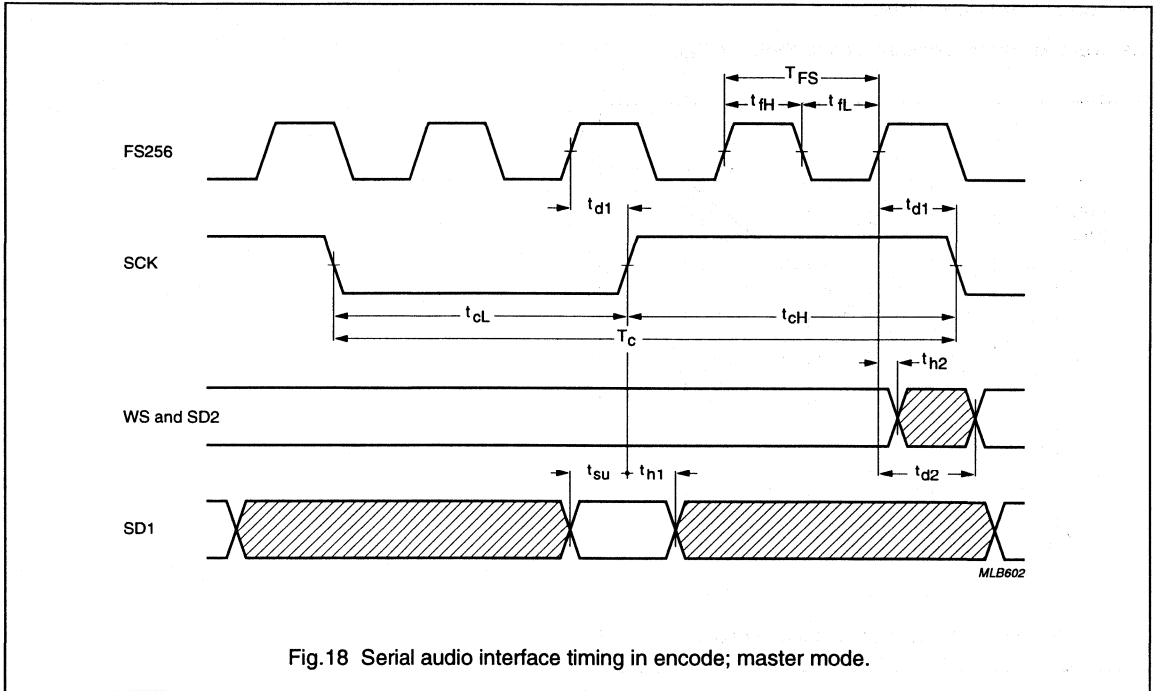 T FS
t fH t fL
FS256
t d1 t d1
SCK
t cL t cH
T c
t h2
WS and SD2
t su t h1 t d2
SD1
MLB602
Fig.18 Serial audio interface timing in encode; master mode.